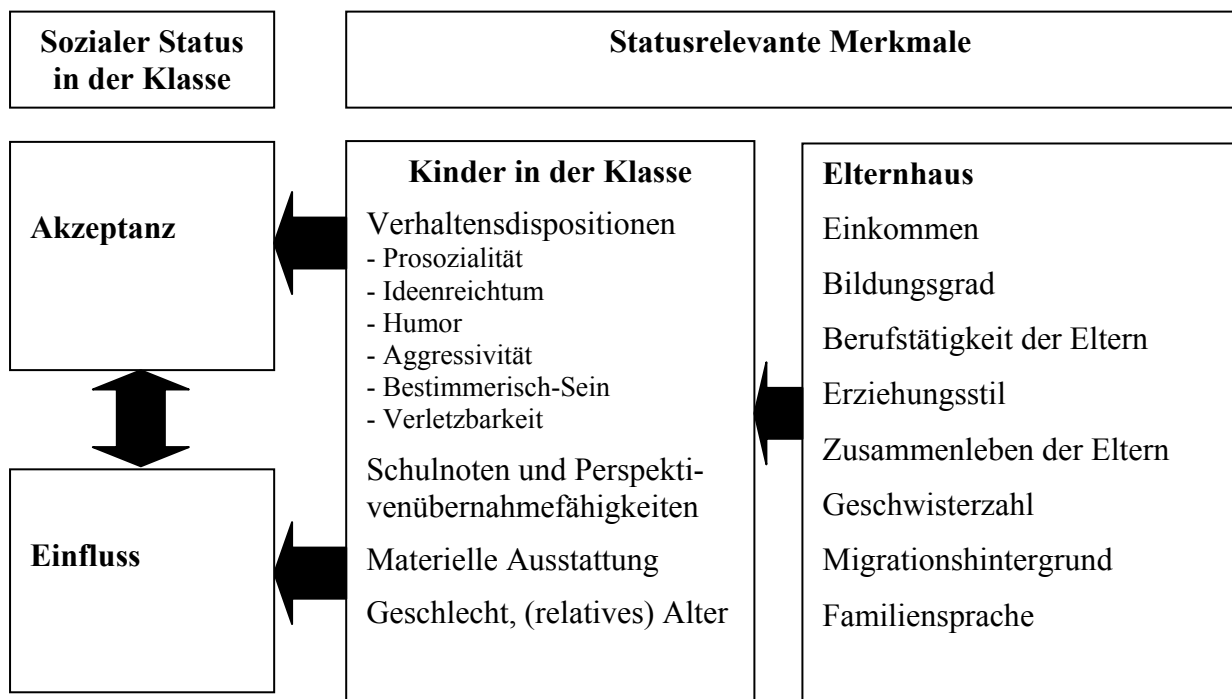 Sozialer Status
in der Klasse
Statusrelevante Merkmale
Akzeptanz
Einfluss
Kinder in der Klasse
Verhaltensdispositionen
- Prosozialität
- Ideenreichtum
- Humor
- Aggressivität
- Bestimmerisch-Sein
- Verletzbarkeit
Schulnoten und Perspekti-
venübernahmefähigkeiten
Materielle Ausstattung
Geschlecht, (relatives) Alter
Elternhaus
Einkommen
Bildungsgrad
Berufstätigkeit der Eltern
Erziehungsstil
Zusammenleben der Eltern
Geschwisterzahl
Migrationshintergrund
Familiensprache